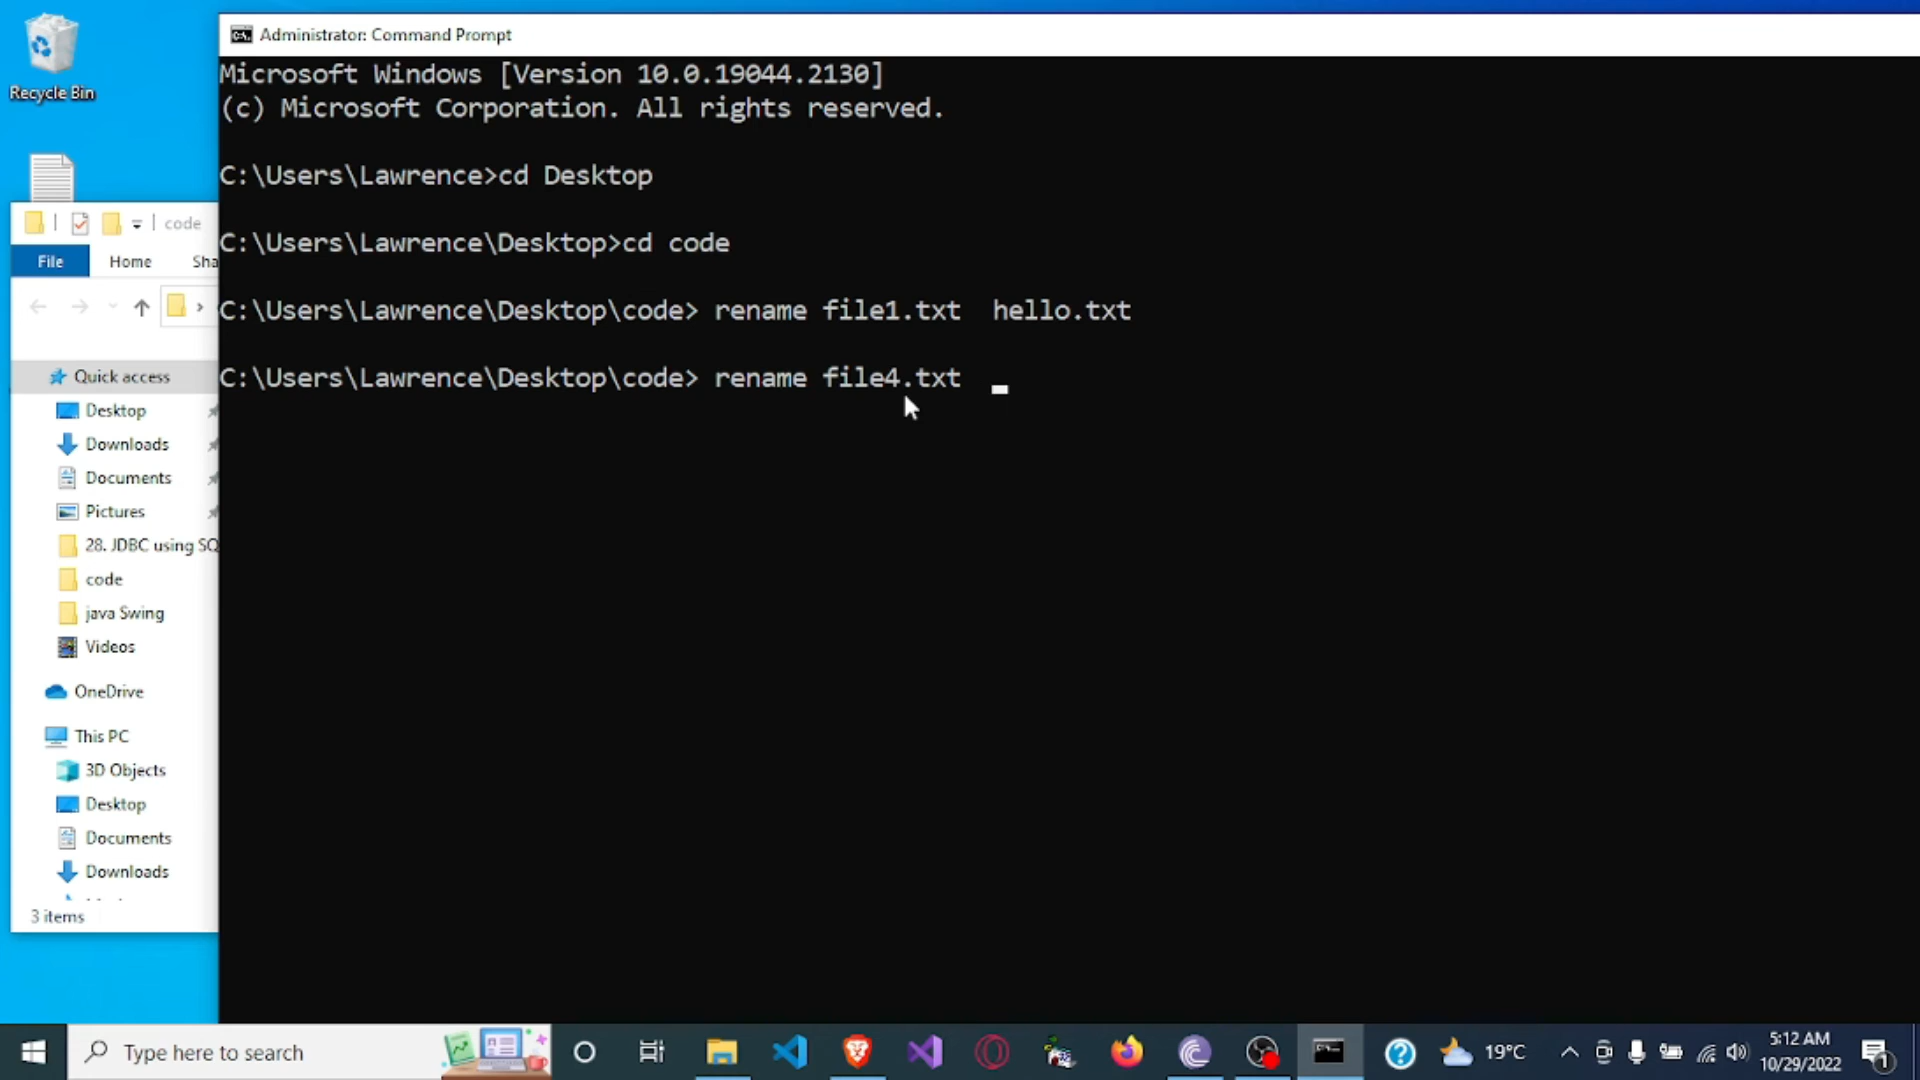 Recycle Bin
code
File
Home
Sha
Quick access
Desktop
Downloads
Documents
Pictures
28. JDBC using SQ
code
java Swing
Videos
OneDrive
This PC
3D Objects
Desktop
Documents
Downloads
3 items
Administrator: Command Prompt
Microsoft Windows [Version 10.0.19044.2130]
(c) Microsoft Corporation. All rights reserved.
C:\Users\Lawrence>cd Desktop
C:\Users\Lawrence\Desktop>cd code
C:\Users\Lawrence\Desktop\code> rename file1.txt  hello.txt
C:\Users\Lawrence\Desktop\code> rename file4.txt
Type here to search
19°C
5:12 AM
10/29/2022
1